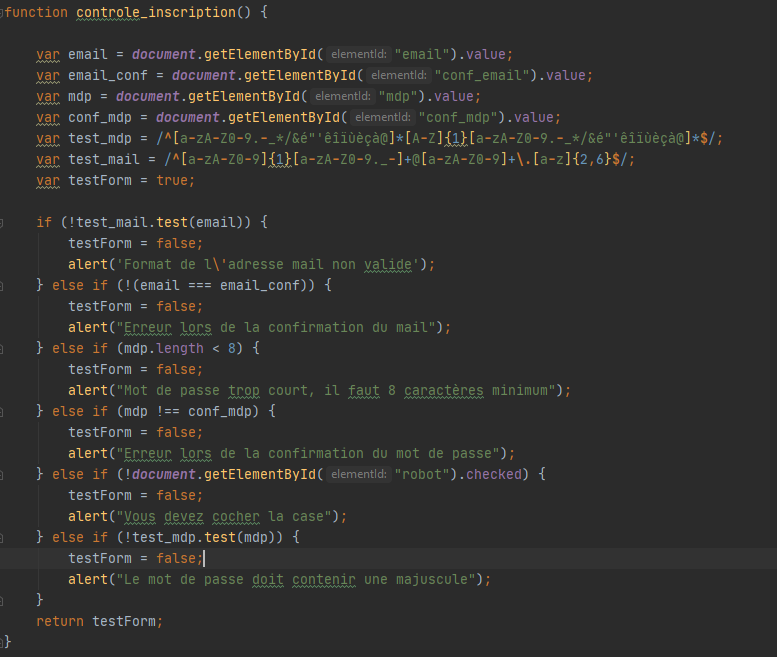 function controle_inscription() {
var email = document.getElementById( elementId: "email").value;
var email_conf = document.getElementById( elementId: "conf_email").value;
var mdp = document.getElementById( elementId: "mdp").value;
var conf_mdp = document.getElementById( elementId: "conf_mdp").value;
var test_mdp = /^[a-zA-Z0-9.-_*/&é"'êîïùèçà@]*[A-Z]{1}[a-zA-Z0-9.-_*/&é"'êîïùèçà@]*$/;
var test_mail = /^[a-zA-Z0-9]{1}[a-zA-Z0-9._-]+@[a-zA-Z0-9]+\.[a-z]{2,6}$/;
var testForm = true;
if (!test_mail.test(email)) {
testForm = false;
alert('Format de l\'adresse mail non valide');
} else if (!(email === email_conf)) {
testForm = false;
alert("Erreur lors de la confirmation du mail");
} else if (mdp.length < 8) {
testForm = false;
alert("Mot de passe trop court, il faut 8 caractères minimum");
} else if (mdp !== conf_mdp) {
testForm = false;
alert("Erreur lors de la confirmation du mot de passe");
} else if (!document.getElementById( elementId: "robot").checked) {
testForm = false;
alert("Vous devez cocher la case");
} else if (!test_mdp.test(mdp)) {
testForm = false;
alert("Le mot de passe doit contenir une majuscule");
}
return testForm;
}